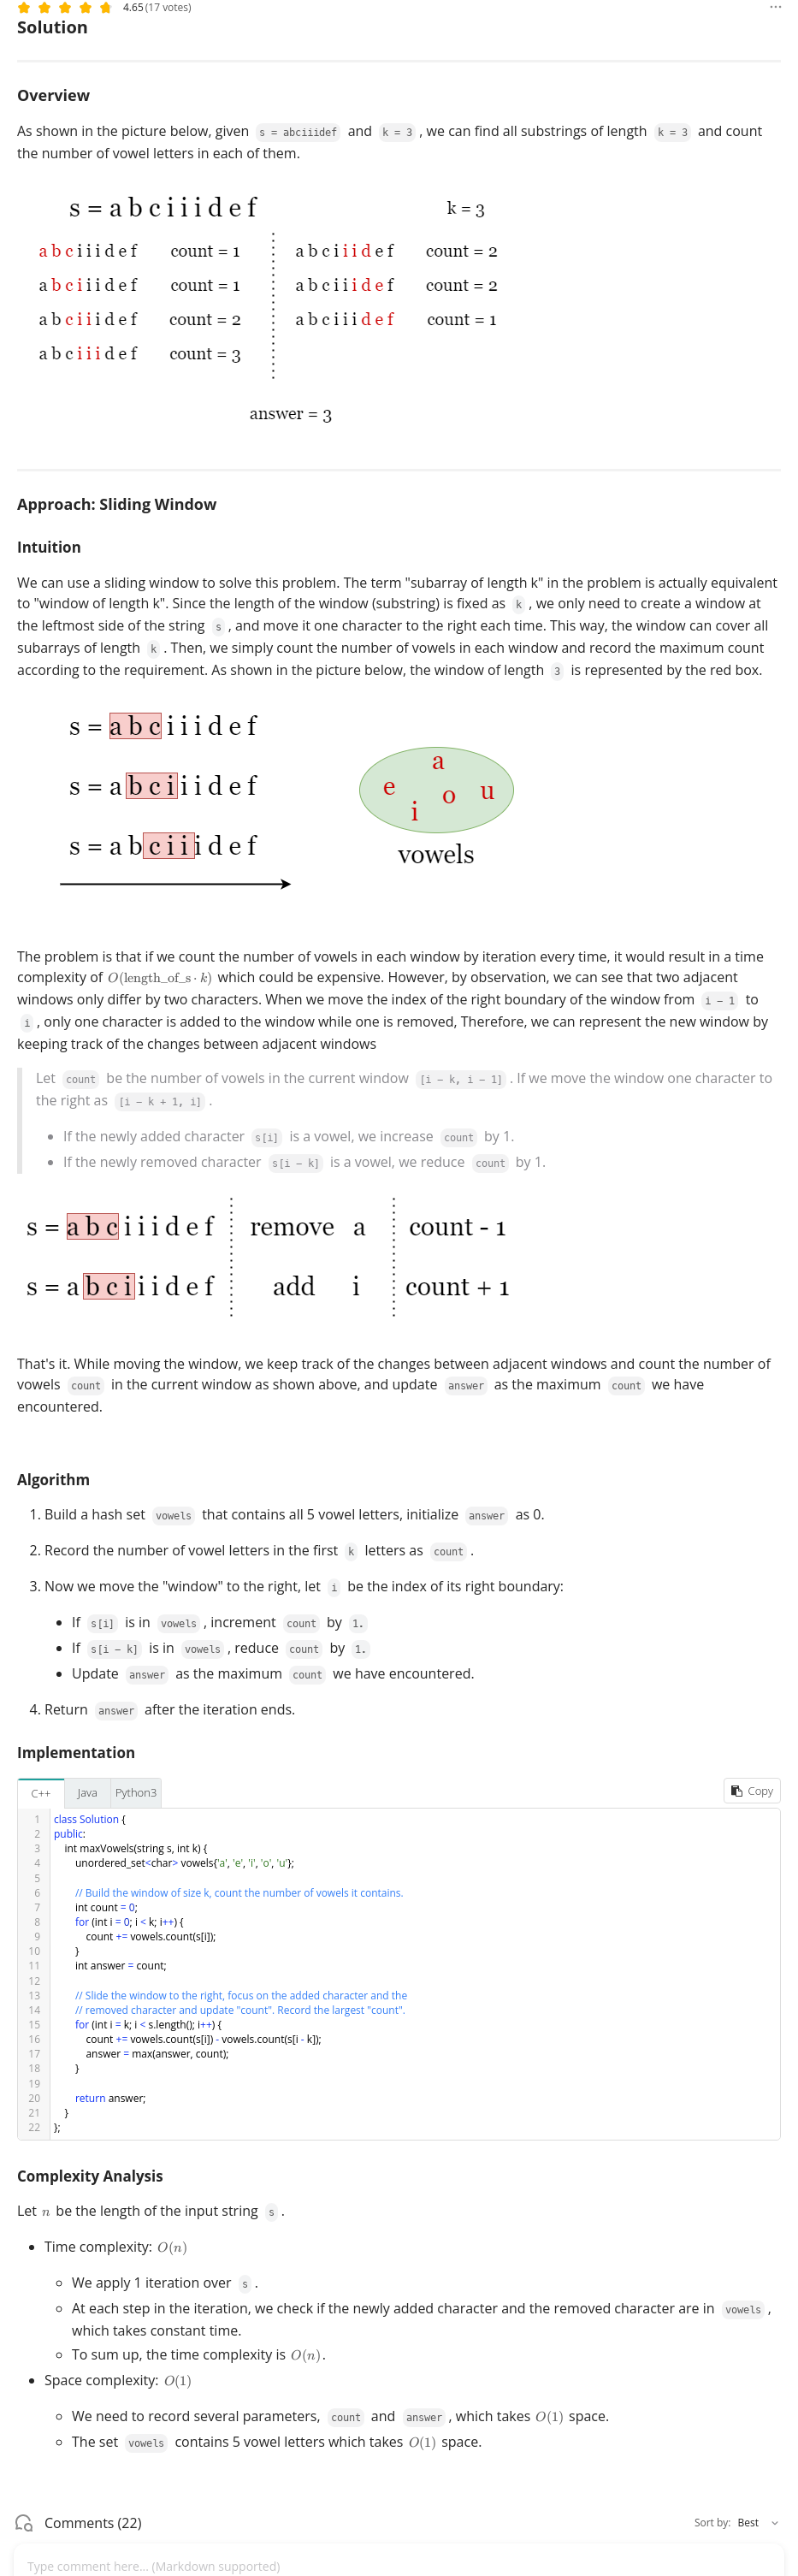 4.65 (17 votes)
Solution
Overview
As shown in the picture below, given s = abciiidef and k = 3 , we can find all substrings of length k = 3 and count
the number of vowel letters in each of them.
s = a b c i i i d e f
k = 3
a b c i i i d e f count = 1
a b c i i i d e f count = 2
a b c i i i d e f count = 1
a b c i i i d e f count = 2
a b c i i i d e f count = 2
a b c i i i d e f count = 1
a b c i i i d e f count = 3
answer = 3
Approach: Sliding Window
Intuition
We can use a sliding window to solve this problem. The term "subarray of length k" in the problem is actually equivalent
to "window of length k". Since the length of the window (substring) is fixed as k , we only need to create a window at
the leftmost side of the string s , and move it one character to the right each time. This way, the window can cover all
subarrays of length k . Then, we simply count the number of vowels in each window and record the maximum count
according to the requirement. As shown in the picture below, the window of length 3 is represented by the red box.
s = a b c i i i d e f
s = a b c i i i d e f
s = a b c i i i d e f
a
e
o
u
i
vowels
The problem is that if we count the number of vowels in each window by iteration every time, it would result in a time
complexity of O(length_of_s · k) which could be expensive. However, by observation, we can see that two adjacent
windows only differ by two characters. When we move the index of the right boundary of the window from i - 1 to
i , only one character is added to the window while one is removed, Therefore, we can represent the new window by
keeping track of the changes between adjacent windows
Let count be the number of vowels in the current window [i - k, i - 1] . If we move the window one character to
the right as [i - k + 1, i] .
• If the newly added character s[i] is a vowel, we increase count by 1.
• If the newly removed character s[i - k] is a vowel, we reduce count by 1.
s = a b c i i i d e f remove a count - 1
s = a b c i i i d e f add i count + 1
That's it. While moving the window, we keep track of the changes between adjacent windows and count the number of
vowels count in the current window as shown above, and update answer as the maximum count we have
encountered.
Algorithm
1. Build a hash set vowels that contains all 5 vowel letters, initialize answer as 0.
2. Record the number of vowel letters in the first k letters as count .
3. Now we move the "window" to the right, let i be the index of its right boundary:
• If s[i] is in vowels , increment count by 1.
• If s[i - k] is in vowels , reduce count by 1.
• Update answer as the maximum count we have encountered.
4. Return answer after the iteration ends.
Implementation
C++ Java Python3 Copy
1 class Solution {
2 public:
3     int maxVowels(string s, int k) {
4         unordered_set<char> vowels{'a', 'e', 'i', 'o', 'u'};
5
6         // Build the window of size k, count the number of vowels it contains.
7         int count = 0;
8         for (int i = 0; i < k; i++) {
9             count += vowels.count(s[i]);
10         }
11         int answer = count;
12
13         // Slide the window to the right, focus on the added character and the
14         // removed character and update "count". Record the largest "count".
15         for (int i = k; i < s.length(); i++) {
16             count += vowels.count(s[i]) - vowels.count(s[i - k]);
17             answer = max(answer, count);
18         }
19
20         return answer;
21     }
22 };
Complexity Analysis
Let n be the length of the input string s .
• Time complexity: O(n)
◦ We apply 1 iteration over s .
◦ At each step in the iteration, we check if the newly added character and the removed character are in vowels ,
which takes constant time.
◦ To sum up, the time complexity is O(n).
• Space complexity: O(1)
◦ We need to record several parameters, count and answer , which takes O(1) space.
◦ The set vowels contains 5 vowel letters which takes O(1) space.
Comments (22)
Sort by: Best
Type comment here... (Markdown supported)